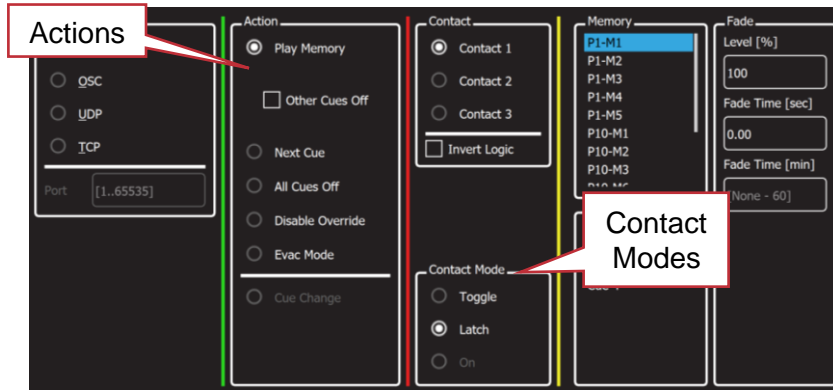 Actions
OSC
UDP
TCP
Port [1..65535]
Action
Play Memory
Other Cues Off
Next Cue
All Cues Off
Disable Override
Evac Mode
Cue Change
Contact
Contact 1
Contact 2
Contact 3
Invert Logic
Contact Mode
Toggle
Latch
On
Contact
Modes
Memory
P1-M1
P1-M2
P1-M3
P1-M4
P1-M5
P10-M1
P10-M2
P10-M3
Fade
Level [%]
100
Fade Time [sec]
0.00
Fade Time [min]
[None - 60]